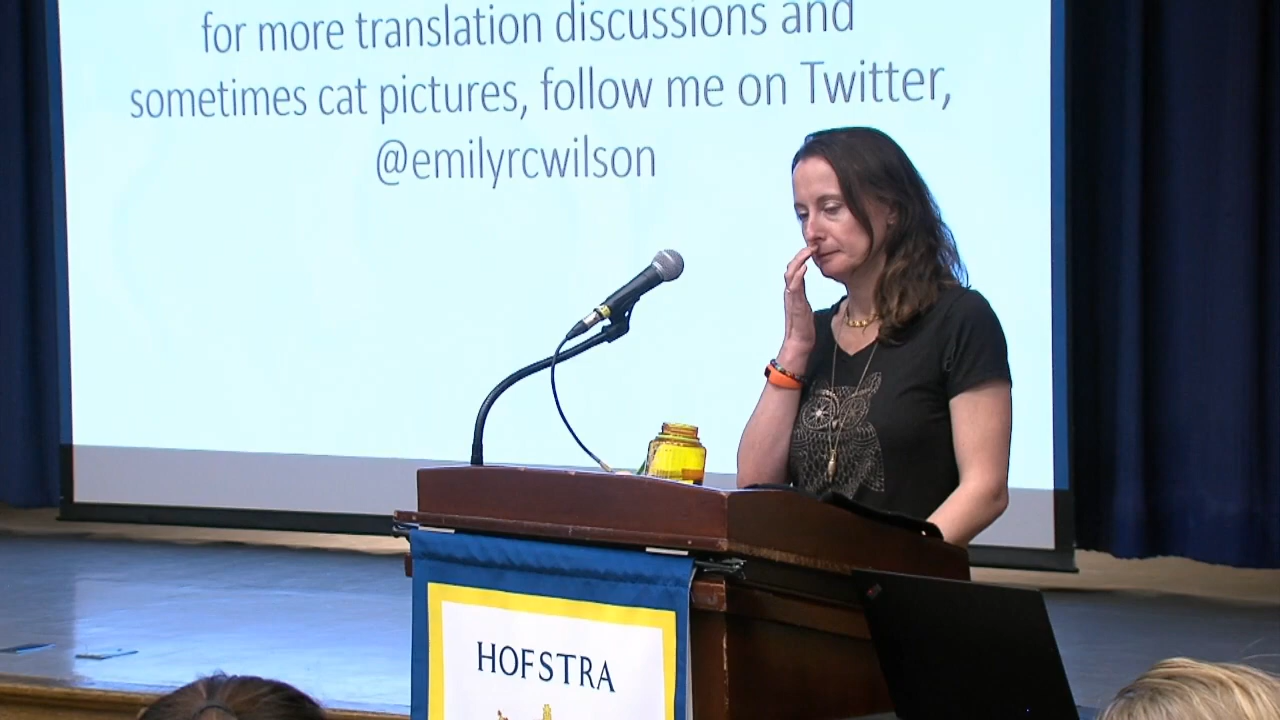 for more translation discussions and
sometimes cat pictures, follow me on Twitter,
@emilyrcwilson
HOFSTRA